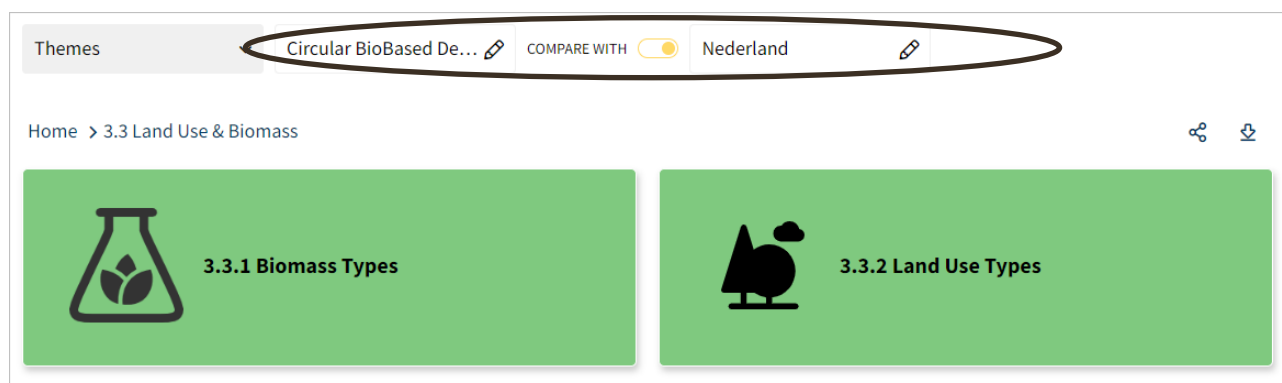 Themes Circular BioBased De... COMPARE WITH Nederland
Home > 3.3 Land Use & Biomass
3.3.1 Biomass Types 3.3.2 Land Use Types